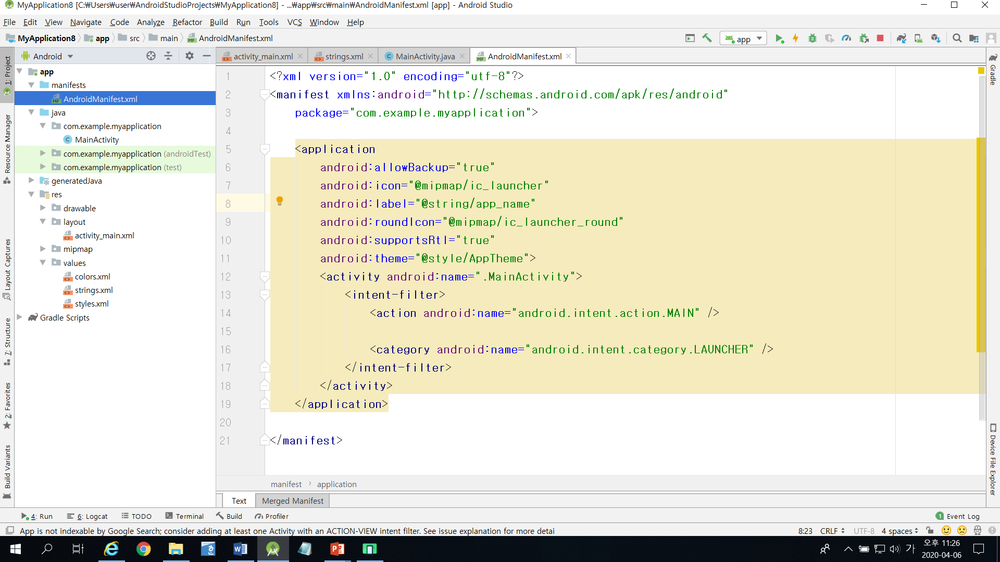 MyApplication8 [C:₩Users₩user₩AndroidStudioProjects₩MyApplication8] - ...₩app₩src₩main₩AndroidManifest.xml [app] - Android Studio
File Edit View Navigate Code Analyze Refactor Build Run Tools VCS Window Help
MyApplication8 app src main AndroidManifest.xml
app
Android
activity_main.xml
strings.xml
MainActivity.java
AndroidManifest.xml
1: Project
Resource Manager
Layout Captures
7: Structure
2: Favorites
Build Variants
app
manifests
AndroidManifest.xml
java
com.example.myapplication
MainActivity
com.example.myapplication (androidTest)
com.example.myapplication (test)
generatedJava
res
drawable
layout
activity_main.xml
mipmap
values
colors.xml
strings.xml
styles.xml
Gradle Scripts
1 <?xml version="1.0" encoding="utf-8"?>
2 <manifest xmlns:android="http://schemas.android.com/apk/res/android"
3 package="com.example.myapplication">
4
5 <application
6 android:allowBackup="true"
7 android:icon="@mipmap/ic_launcher"
8 android:label="@string/app_name"
9 android:roundIcon="@mipmap/ic_launcher_round"
10 android:supportsRtl="true"
11 android:theme="@style/AppTheme">
12 <activity android:name=".MainActivity">
13 <intent-filter>
14 <action android:name="android.intent.action.MAIN" />
15
16 <category android:name="android.intent.category.LAUNCHER" />
17 </intent-filter>
18 </activity>
19 </application>
20
21 </manifest>
manifest › application
Text Merged Manifest
Gradle
Device File Explorer
4: Run 6: Logcat TODO Terminal Build Profiler
1 Event Log
App is not indexable by Google Search; consider adding at least one Activity with an ACTION-VIEW intent filter. See issue explanation for more detai
8:23 CRLF UTF-8 4 spaces
가
오후 11:26
2020-04-06